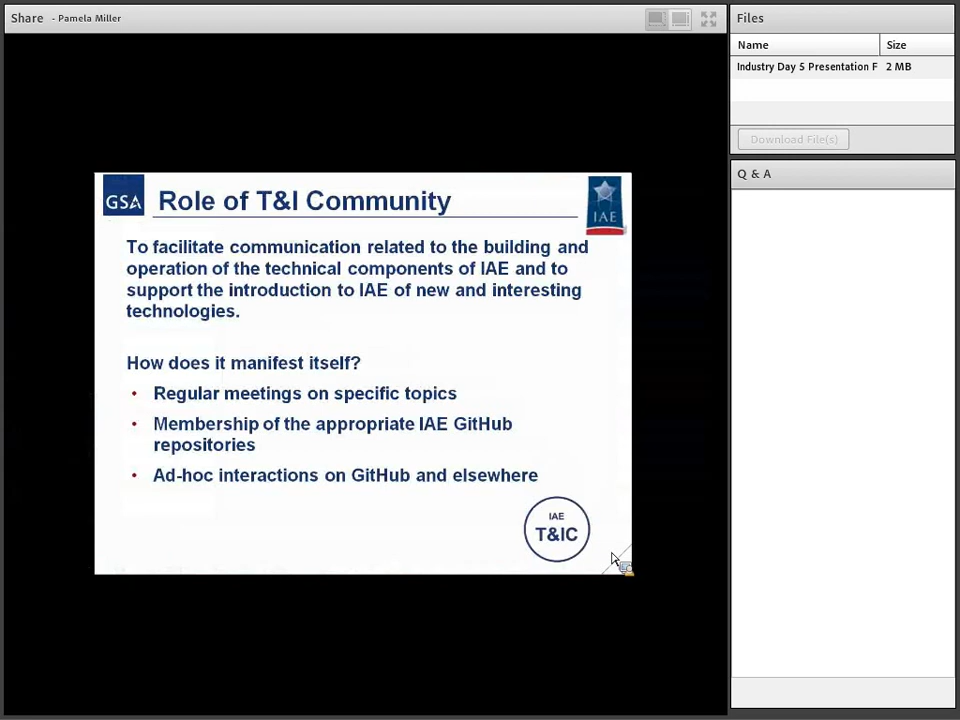 Share - Pamela Miller
Files
Name Size
Industry Day 5 Presentation F 2 MB
Download File(s)
Q & A
GSA
Role of T&I Community
IAE
To facilitate communication related to the building and
operation of the technical components of IAE and to
support the introduction to IAE of new and interesting
technologies.
How does it manifest itself?
• Regular meetings on specific topics
• Membership of the appropriate IAE GitHub
repositories
• Ad-hoc interactions on GitHub and elsewhere
IAE
T&IC